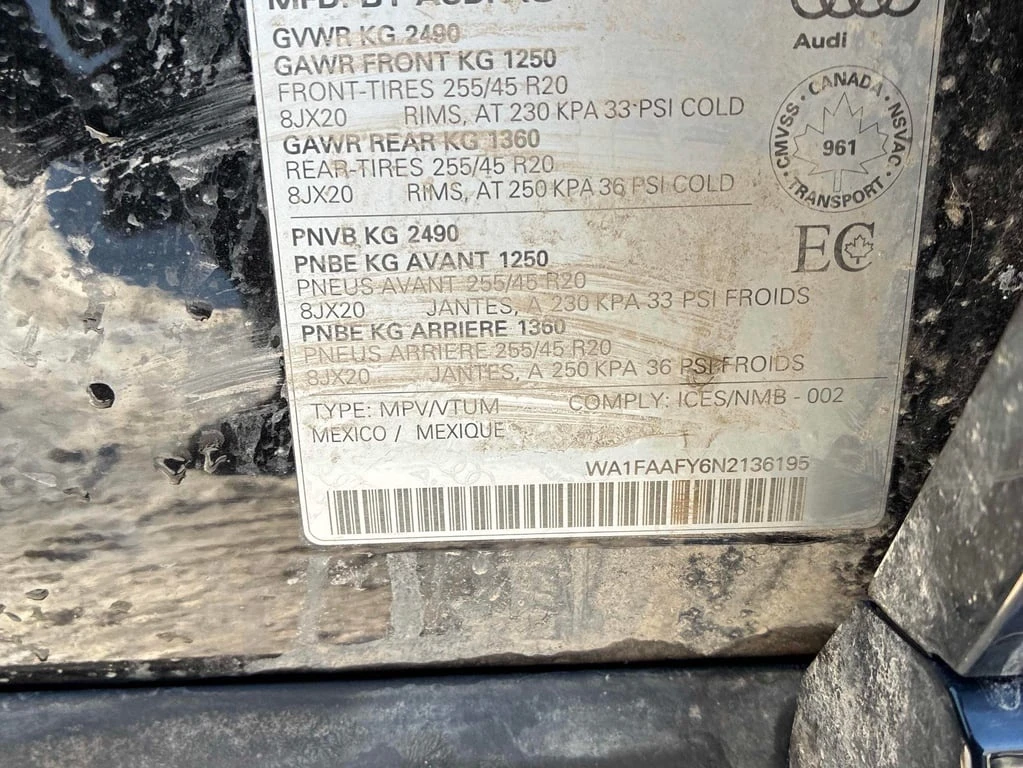 MFD. BY AUDI AG
Audi
GVWR KG 2490
GAWR FRONT KG 1250
FRONT-TIRES 255/45 R20
8JX20 RIMS, AT 230 KPA 33 PSI COLD
GAWR REAR KG 1360
REAR-TIRES 255/45 R20
8JX20 RIMS, AT 250 KPA 36 PSI COLD
CANADA · NSVAC · TRANSPORT · CMVSS ·
961
PNVB KG 2490
PNBE KG AVANT 1250
PNEUS AVANT 255/45 R20
8JX20 JANTES, A 230 KPA 33 PSI FROIDS
PNBE KG ARRIERE 1360
PNEUS ARRIERE 255/45 R20
8JX20 JANTES, A 250 KPA 36 PSI FROIDS
EC
TYPE: MPV/VTUM COMPLY: ICES/NMB - 002
MEXICO / MEXIQUE
WA1FAAFY6N2136195